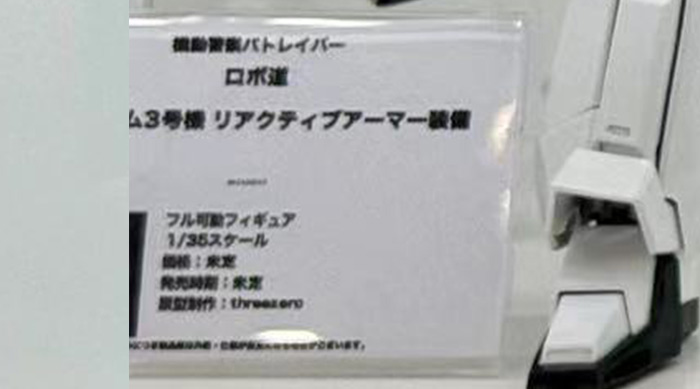 機動警察パトレイバー
ロボ道
ム3号機 リアクティブアーマー装備
フル可動フィギュア
1/35スケール
価格：未定
発売時期：未定
原型制作：threezero